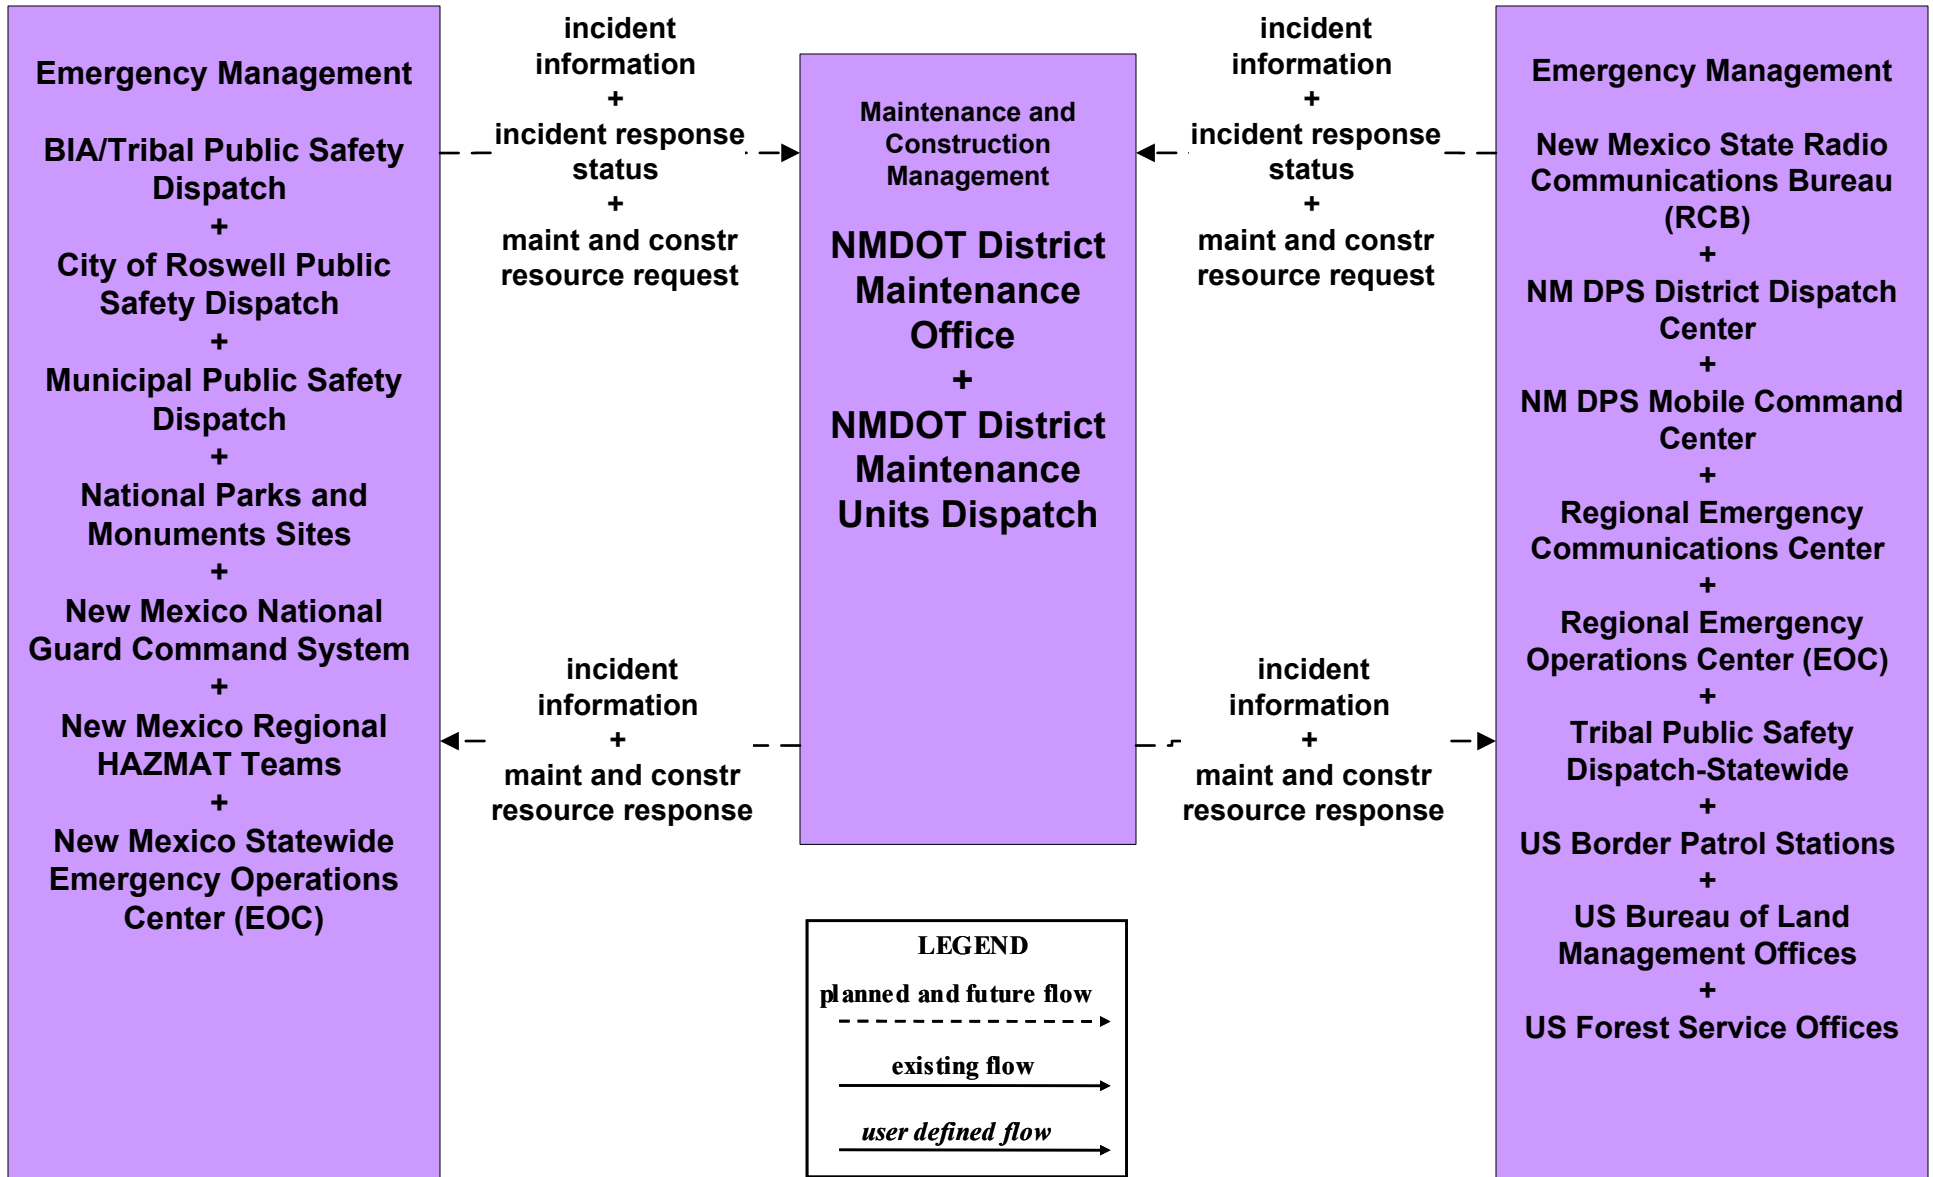 Emergency Management
BIA/Tribal Public Safety
Dispatch
+
City of Roswell Public
Safety Dispatch
+
Municipal Public Safety
Dispatch
+
National Parks and
Monuments Sites
+
New Mexico National
Guard Command System
+
New Mexico Regional
HAZMAT Teams
+
New Mexico Statewide
Emergency Operations
Center (EOC)
incident
information
+
incident response
status
+
maint and constr
resource request
incident
information
+
maint and constr
resource response
Maintenance and
Construction
Management
NMDOT District
Maintenance
Office
+
NMDOT District
Maintenance
Units Dispatch
incident
information
+
incident response
status
+
maint and constr
resource request
incident
information
+
maint and constr
resource response
Emergency Management
New Mexico State Radio
Communications Bureau
(RCB)
+
NM DPS District Dispatch
Center
+
NM DPS Mobile Command
Center
+
Regional Emergency
Communications Center
+
Regional Emergency
Operations Center (EOC)
+
Tribal Public Safety
Dispatch-Statewide
+
US Border Patrol Stations
+
US Bureau of Land
Management Offices
+
US Forest Service Offices
LEGEND
planned and future flow
existing flow
user defined flow